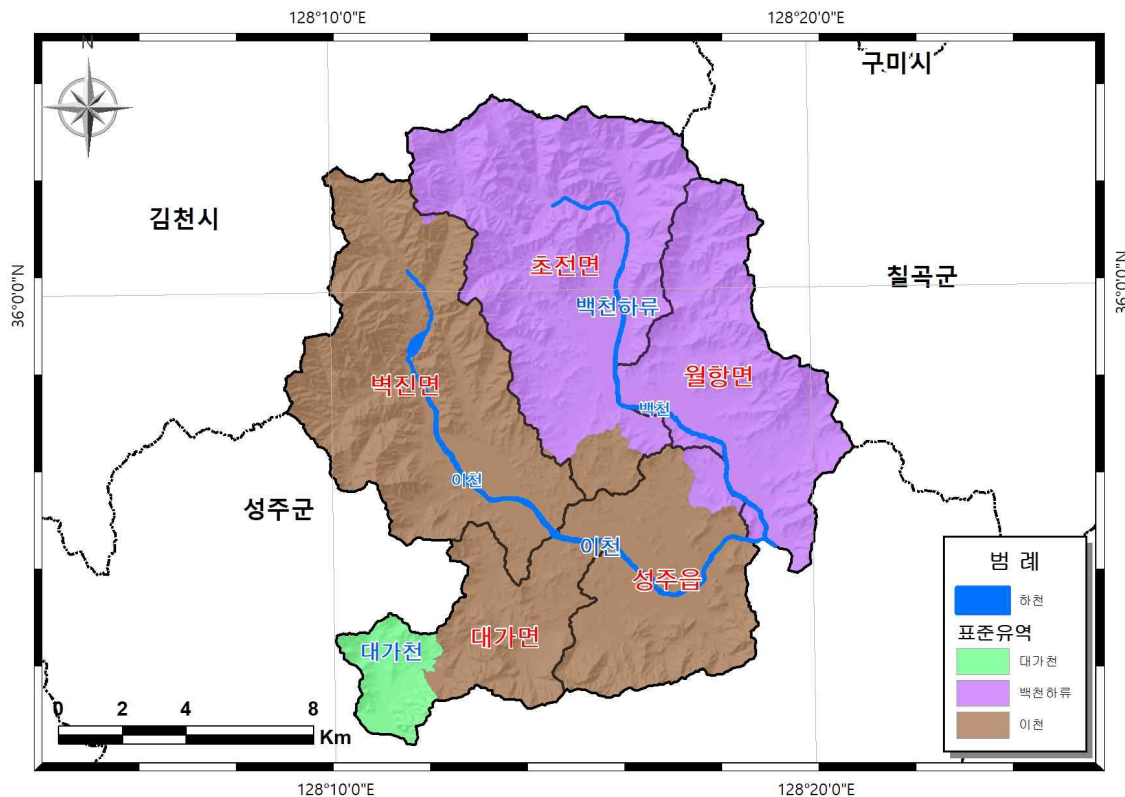 128°10'0"E
128°20'0"E
N
구미시
김천시
초전면
칠곡군
36°0'0"N
36°0'0"N
백천하류
벽진면
월항면
백천
이천
성주군
이천
성주읍
대가면
대가천
0 2 4 8
Km
범 례
하천
표준유역
대가천
백천하류
이천
128°10'0"E
128°20'0"E